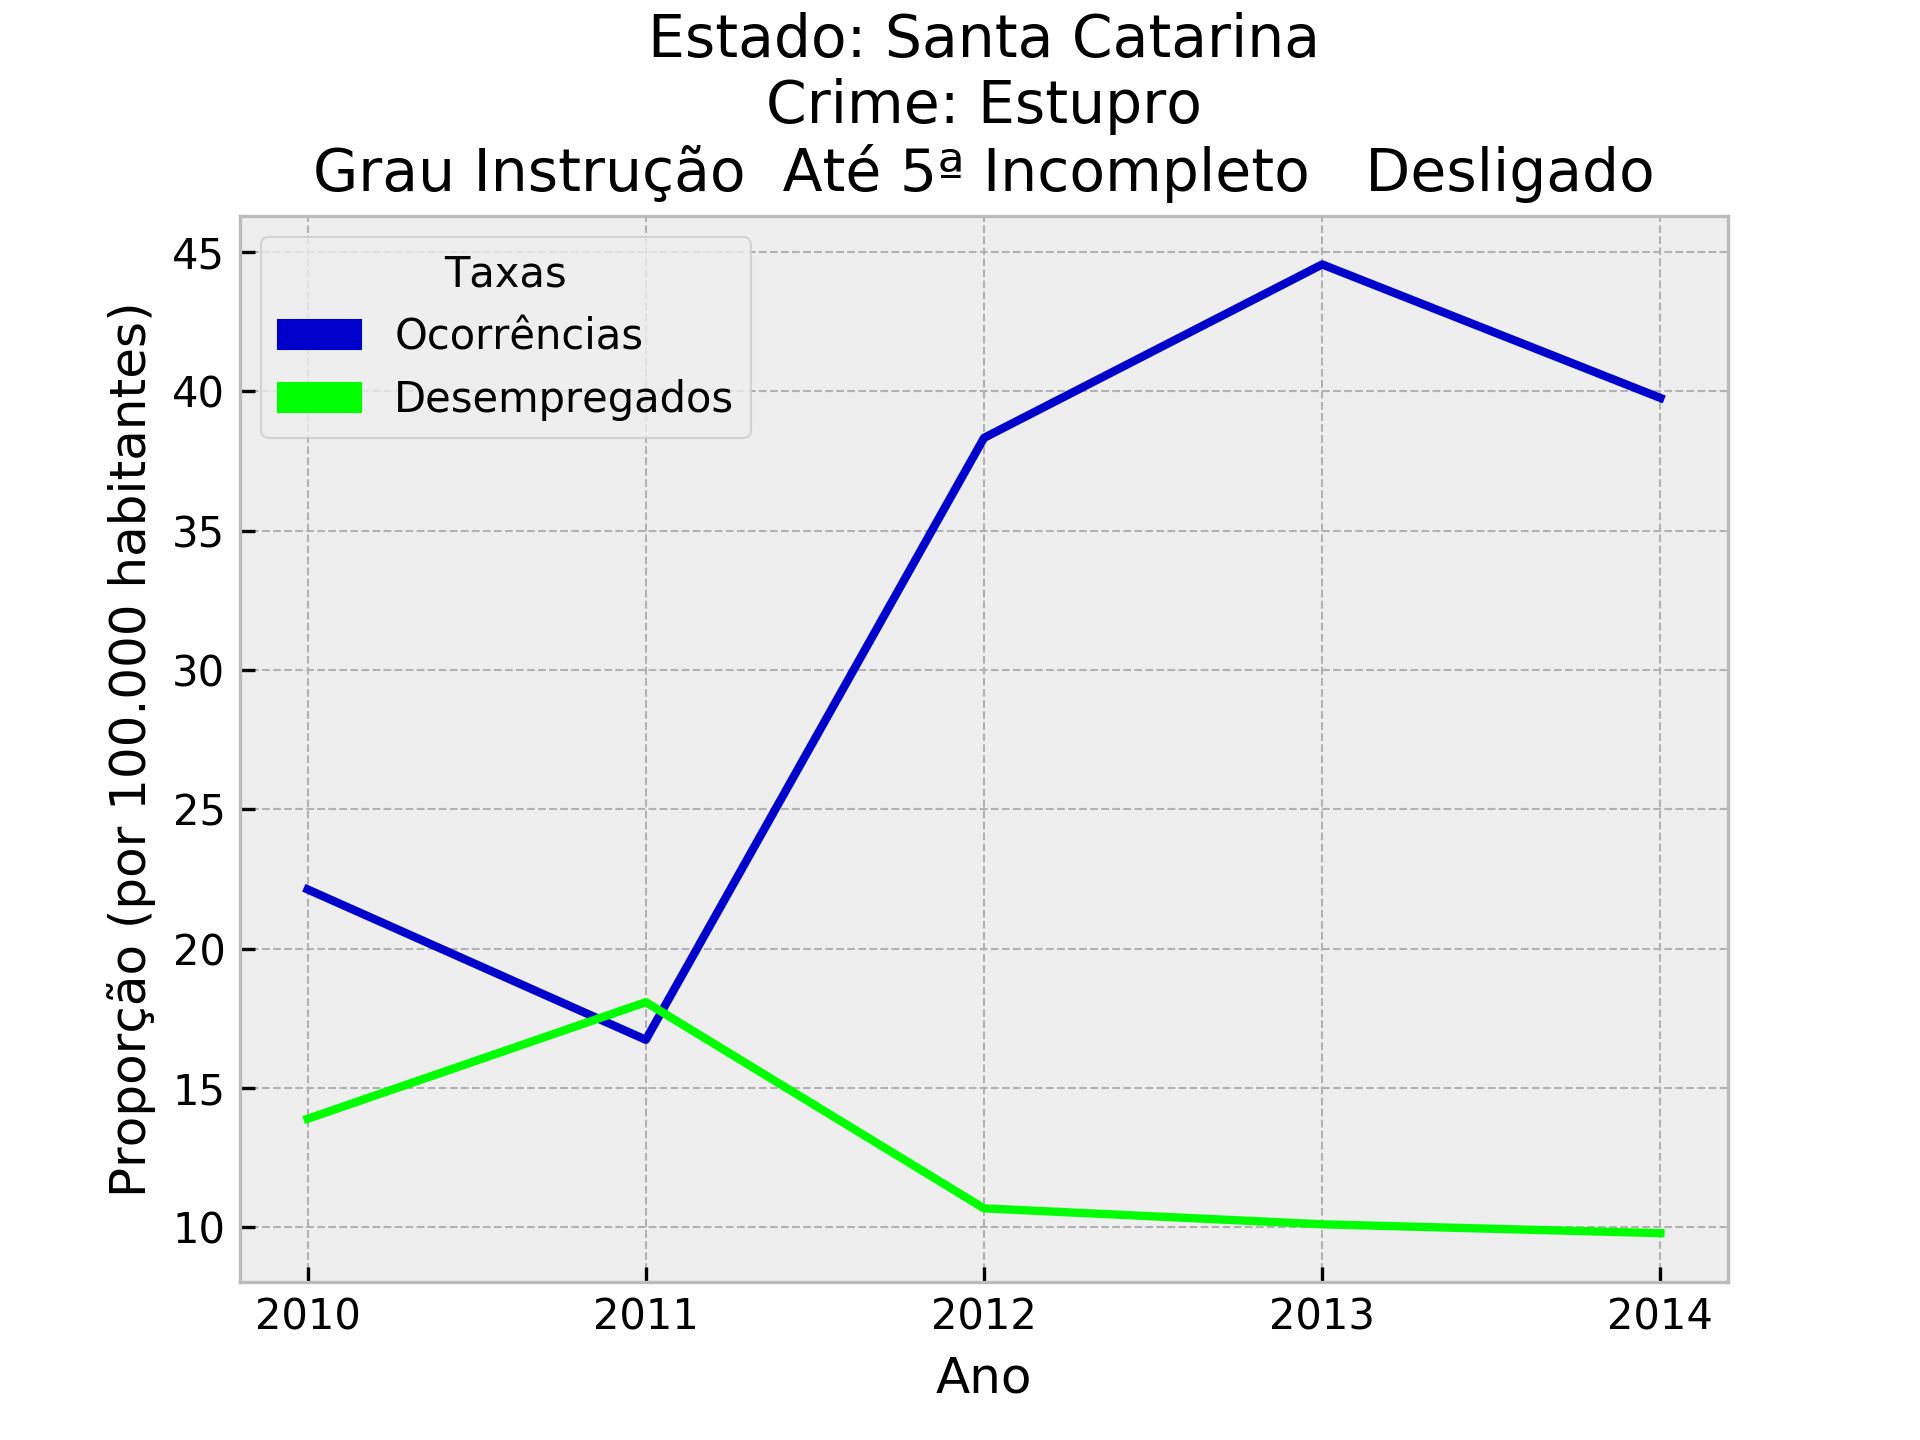 Estado: Santa Catarina
Crime: Estupro
Grau Instrução  Até 5ª Incompleto   Desligado
Taxas
Ocorrências
Desempregados
Proporção (por 100.000 habitantes)
45
40
35
30
25
20
15
10
2010
2011
2012
2013
2014
Ano